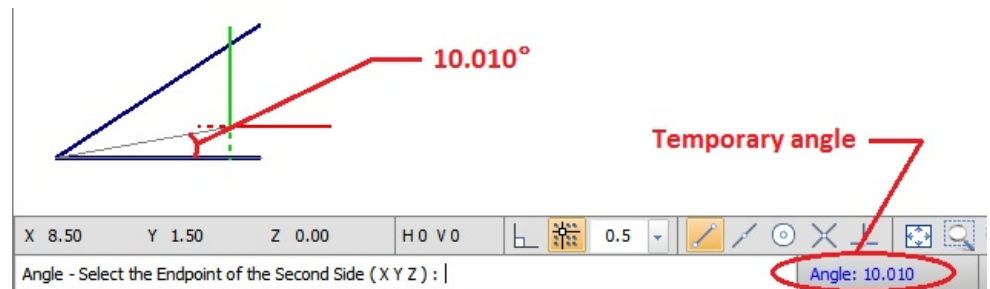 10.010°
Temporary angle
X 8.50 Y 1.50 Z 0.00 H 0 V 0 0.5
Angle - Select the Endpoint of the Second Side ( X Y Z ) : Angle: 10.010